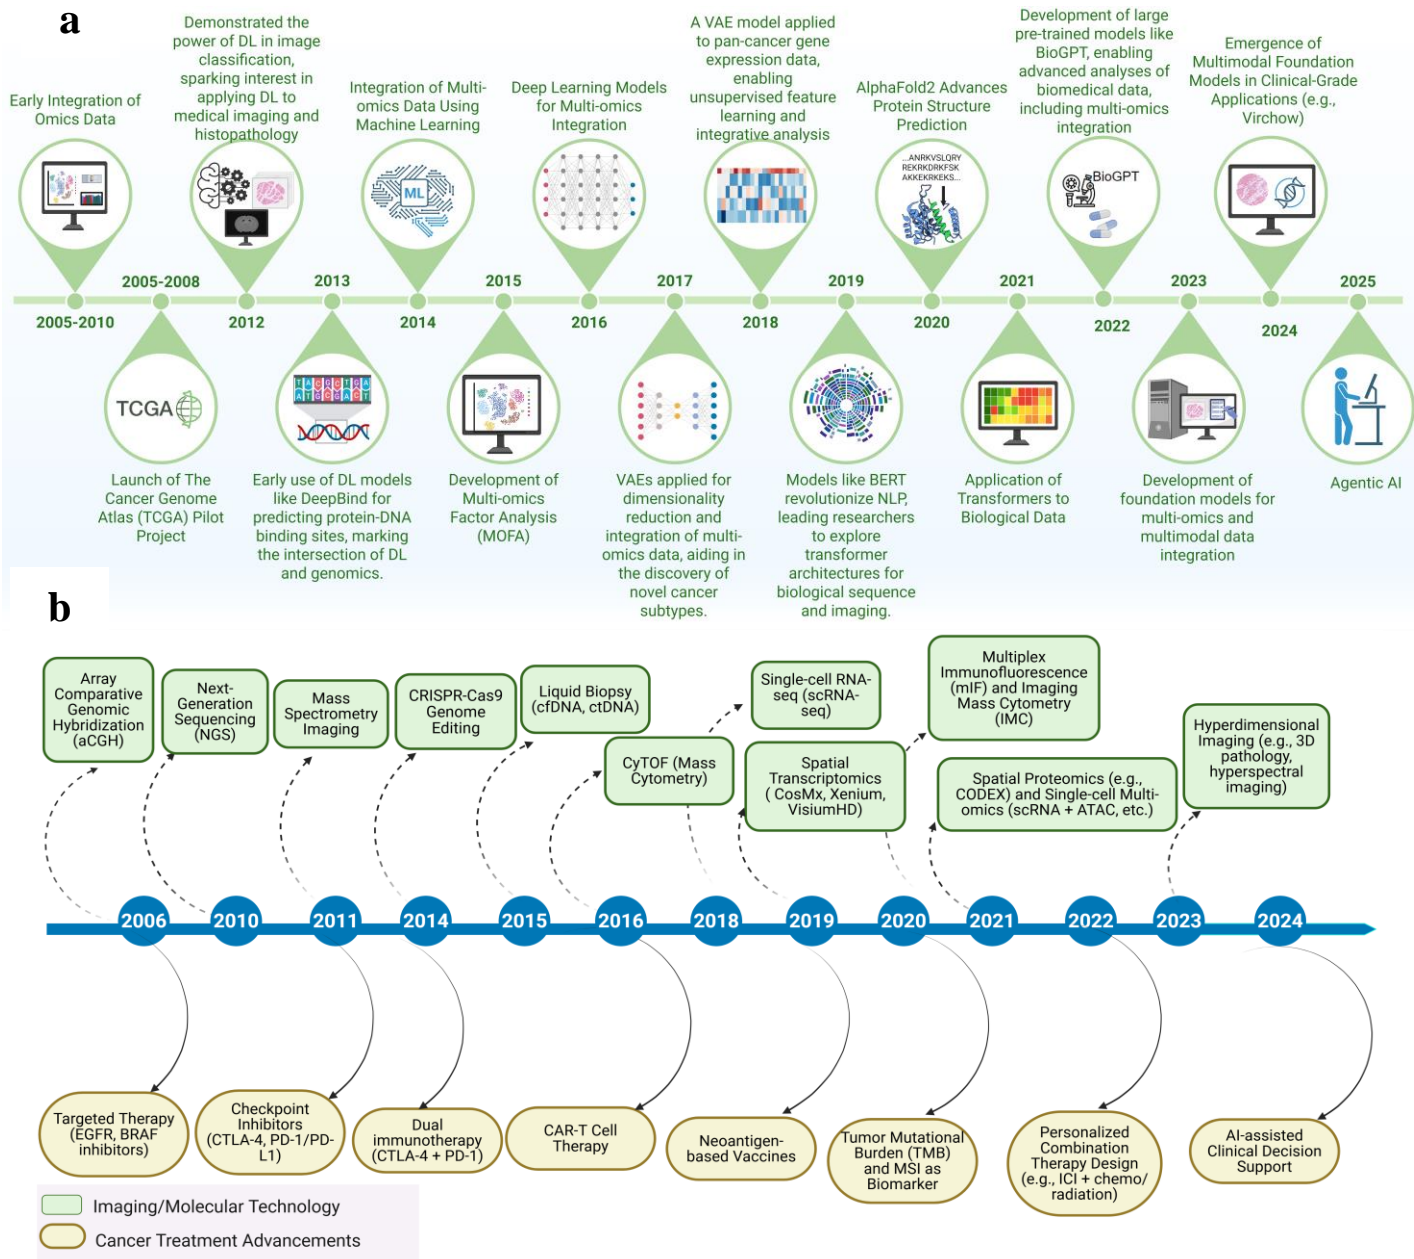 a
Early Integration of
Omics Data
Demonstrated the
power of DL in image
classification,
sparking interest in
applying DL to
medical imaging and
histopathology
Integration of Multi-
omics Data Using
Machine Learning
Deep Learning Models
for Multi-omics
Integration
A VAE model applied
to pan-cancer gene
expression data,
enabling
unsupervised feature
learning and
integrative analysis
AlphaFold2 Advances
Protein Structure
Prediction
Development of large
pre-trained models like
BioGPT, enabling
advanced analyses of
biomedical data,
including multi-omics
integration
Emergence of
Multimodal Foundation
Models in Clinical-Grade
Applications (e.g.,
Virchow)
ML
...ANRKVSLQRY
REKRKDRKFSK
AKKEKRKEKS...
BioGPT
2005-2008
2013
2015
2017
2019
2021
2023
2025
2005-2010
2012
2014
2016
2018
2020
2022
2024
TCGA
TACGCTGA
ATGCGACT
Launch of The
Cancer Genome
Atlas (TCGA) Pilot
Project
Early use of DL models
like DeepBind for
predicting protein-DNA
binding sites, marking
the intersection of DL
and genomics.
Development of
Multi-omics
Factor Analysis
(MOFA)
VAEs applied for
dimensionality
reduction and
integration of multi-
omics data, aiding in
the discovery of
novel cancer
subtypes.
Models like BERT
revolutionize NLP,
leading researchers
to explore
transformer
architectures for
biological sequence
and imaging.
Application of
Transformers to
Biological Data
Development of
foundation models for
multi-omics and
multimodal data
integration
Agentic AI
b
Array
Comparative
Genomic
Hybridization
(aCGH)
Next-
Generation
Sequencing
(NGS)
Mass
Spectrometry
Imaging
CRISPR-Cas9
Genome
Editing
Liquid Biopsy
(cfDNA, ctDNA)
CyTOF (Mass
Cytometry)
Single-cell RNA-
seq (scRNA-
seq)
Spatial
Transcriptomics
( CosMx, Xenium,
VisiumHD)
Multiplex
Immunofluorescence
(mIF) and Imaging
Mass Cytometry
(IMC)
Spatial Proteomics (e.g.,
CODEX) and Single-cell Multi-
omics (scRNA + ATAC, etc.)
Hyperdimensional
Imaging (e.g., 3D
pathology,
hyperspectral
imaging)
2006
2010
2011
2014
2015
2016
2018
2019
2020
2021
2022
2023
2024
Targeted Therapy
(EGFR, BRAF
inhibitors)
Checkpoint
Inhibitors
(CTLA-4, PD-1/PD-
L1)
Dual
immunotherapy
(CTLA-4 + PD-1)
CAR-T Cell
Therapy
Neoantigen-
based Vaccines
Tumor Mutational
Burden (TMB)
and MSI as
Biomarker
Personalized
Combination
Therapy Design
(e.g., ICI + chemo/
radiation)
AI-assisted
Clinical Decision
Support
Imaging/Molecular Technology
Cancer Treatment Advancements